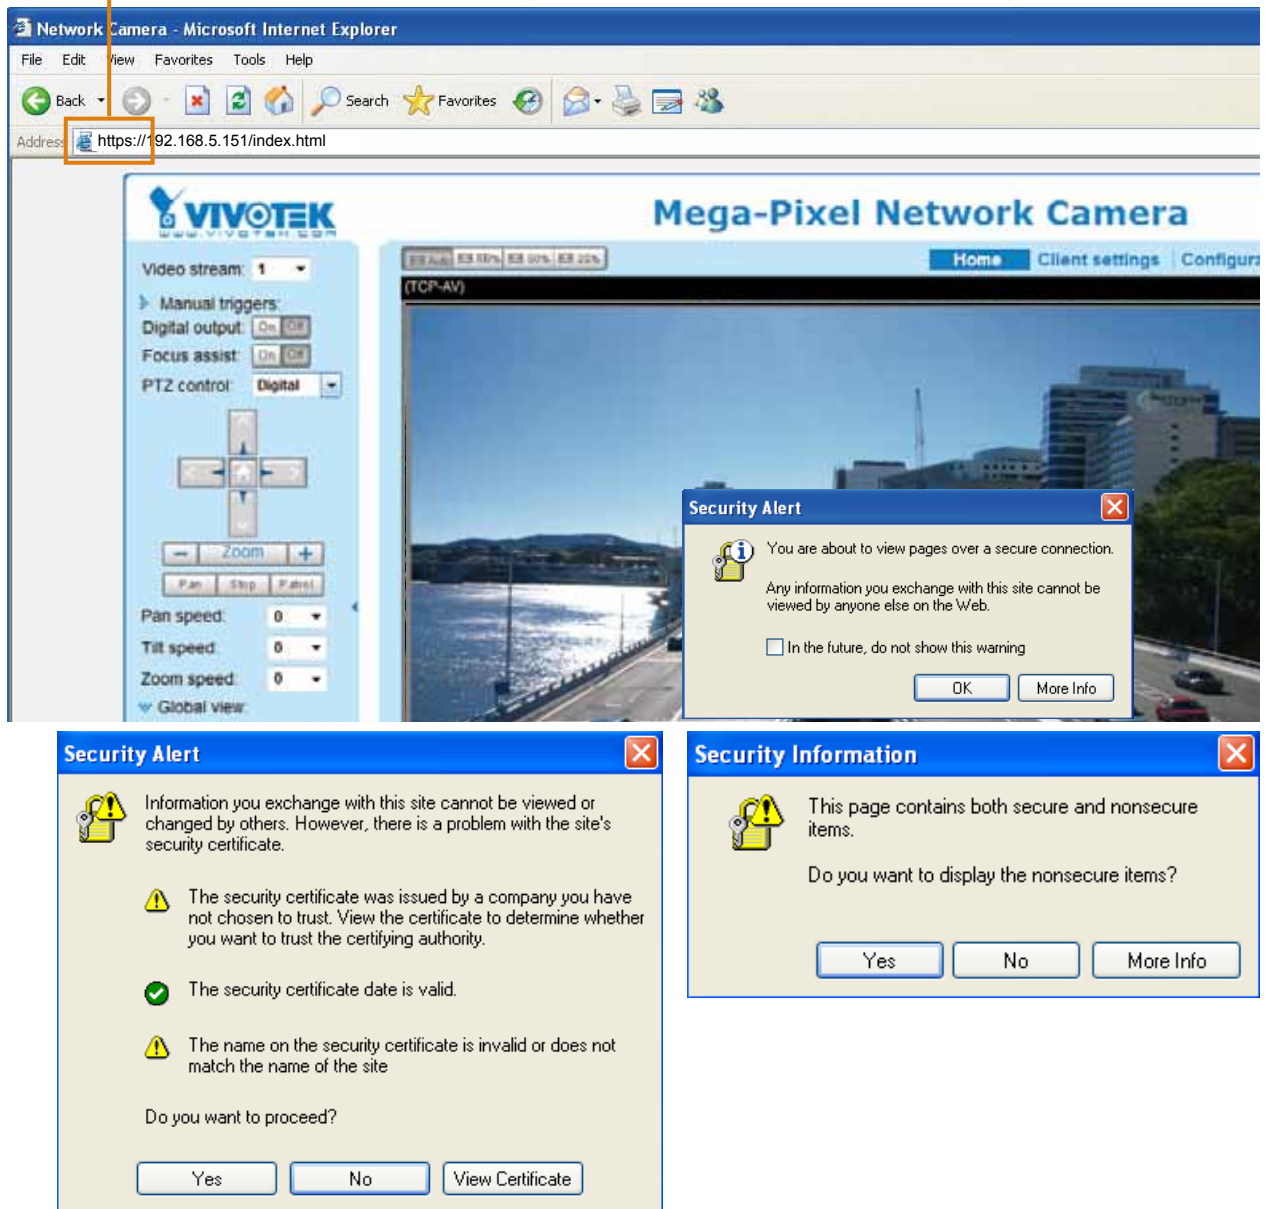 Network Camera - Microsoft Internet Explorer
File Edit View Favorites Tools Help
Back Search Favorites
Address https://192.168.5.151/index.html
VIVOTEK
WWW.VIVOTEK.COM
Mega-Pixel Network Camera
Home Client settings Configura
(TCP-AV)
Video stream: 1
Manual triggers:
Digital output: On Off
Focus assist: On Off
PTZ control: Digital
Zoom
Pan Stop Patrol
Pan speed: 0
Tilt speed: 0
Zoom speed: 0
Global view:
Security Alert
You are about to view pages over a secure connection.
Any information you exchange with this site cannot be
viewed by anyone else on the Web.
In the future, do not show this warning
OK More Info
Security Alert
Information you exchange with this site cannot be viewed or
changed by others. However, there is a problem with the site's
security certificate.
The security certificate was issued by a company you have
not chosen to trust. View the certificate to determine whether
you want to trust the certifying authority.
The security certificate date is valid.
The name on the security certificate is invalid or does not
match the name of the site
Do you want to proceed?
Yes No View Certificate
Security Information
This page contains both secure and nonsecure
items.
Do you want to display the nonsecure items?
Yes No More Info